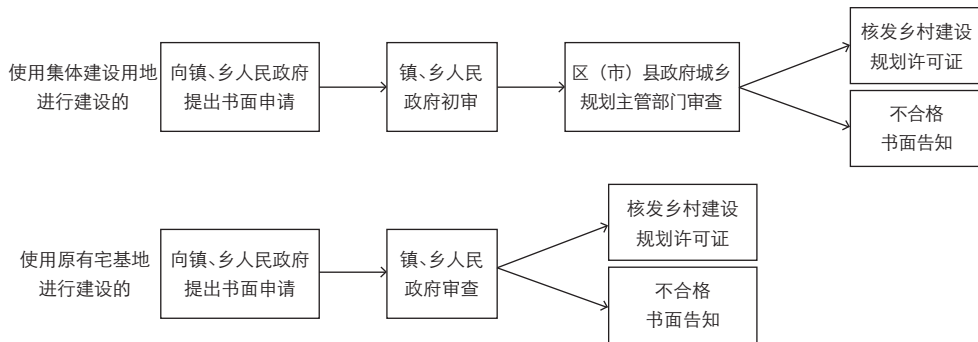 使用集体建设用地
进行建设的
向镇、乡人民政府
提出书面申请
镇、乡人民
政府初审
区（市）县政府城乡
规划主管部门审查
核发乡村建设
规划许可证
不合格
书面告知
使用原有宅基地
进行建设的
向镇、乡人民政府
提出书面申请
镇、乡人民
政府审查
核发乡村建设
规划许可证
不合格
书面告知